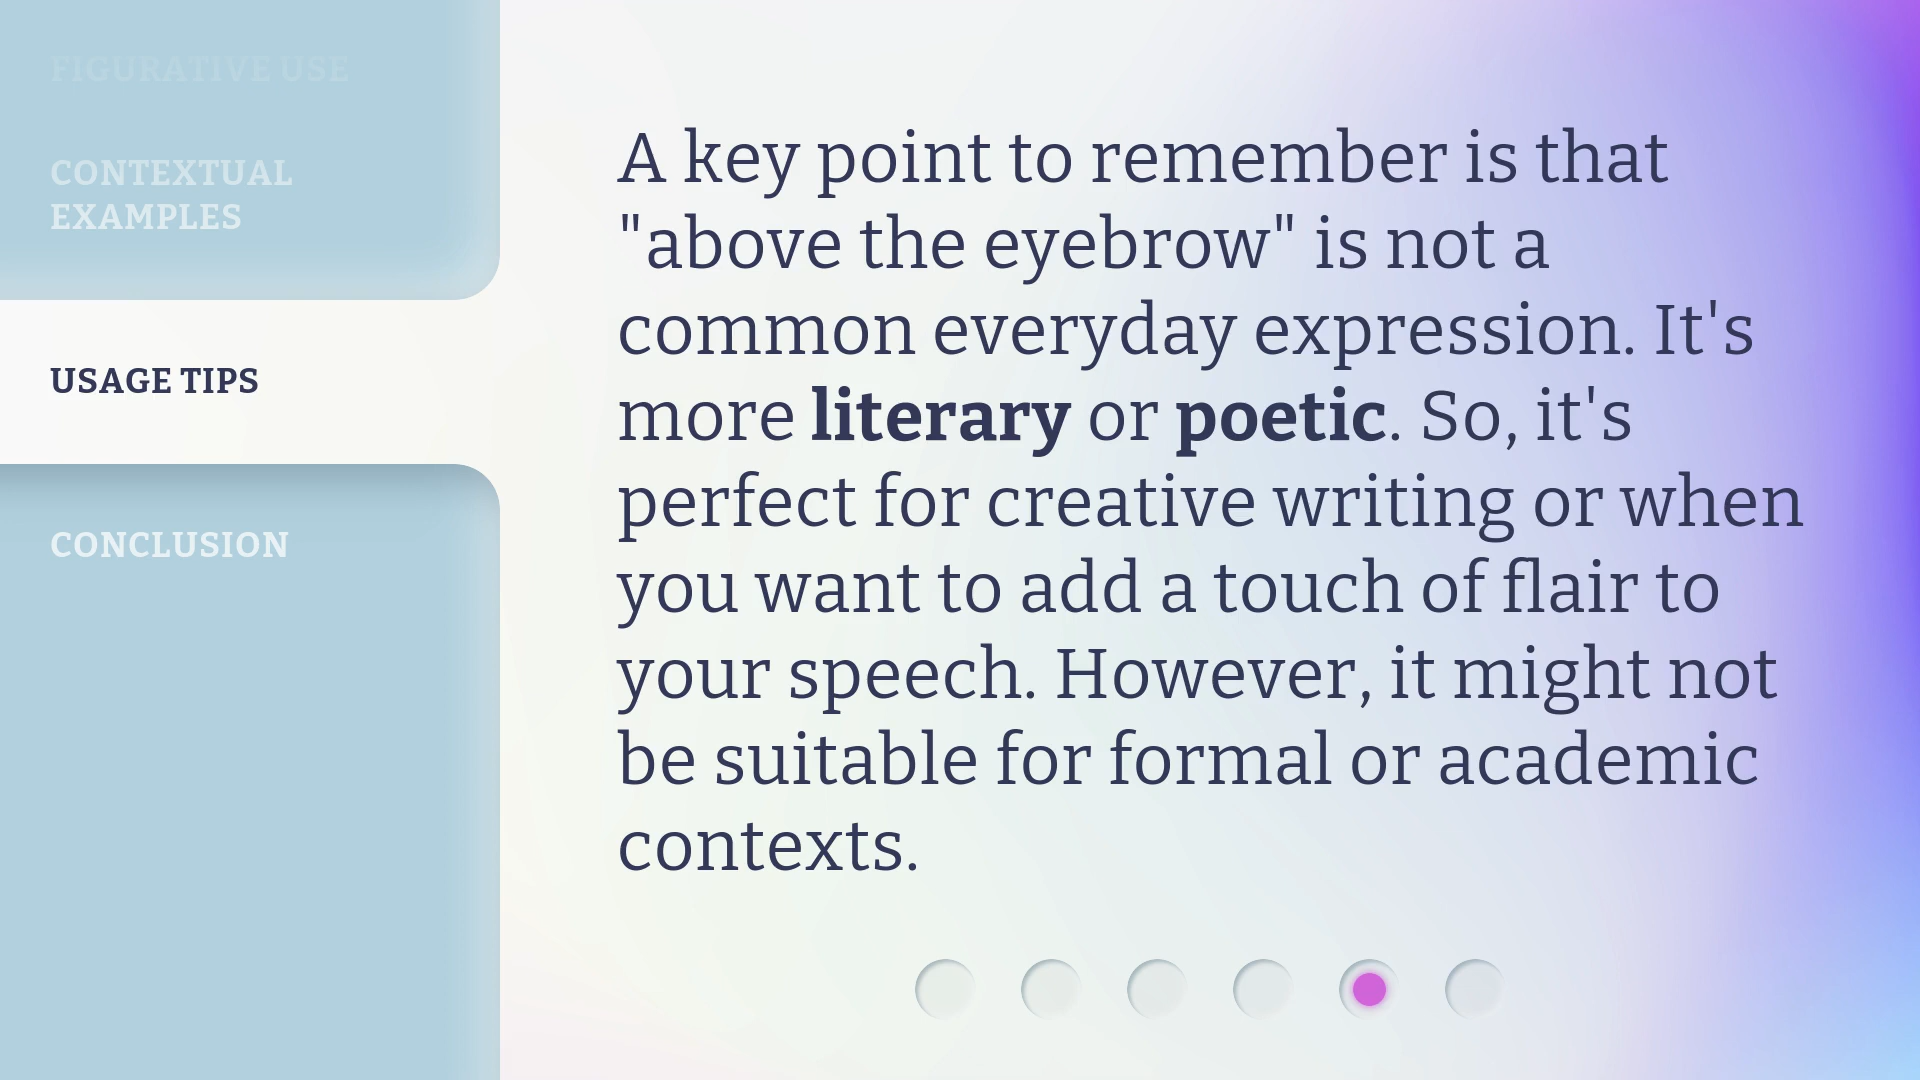 FIGURATIVE USE
CONTEXTUAL
EXAMPLES
USAGE TIPS
CONCLUSION
A key point to remember is that
"above the eyebrow" is not a
common everyday expression. It's
more literary or poetic. So, it's
perfect for creative writing or when
you want to add a touch of flair to
your speech. However, it might not
be suitable for formal or academic
contexts.